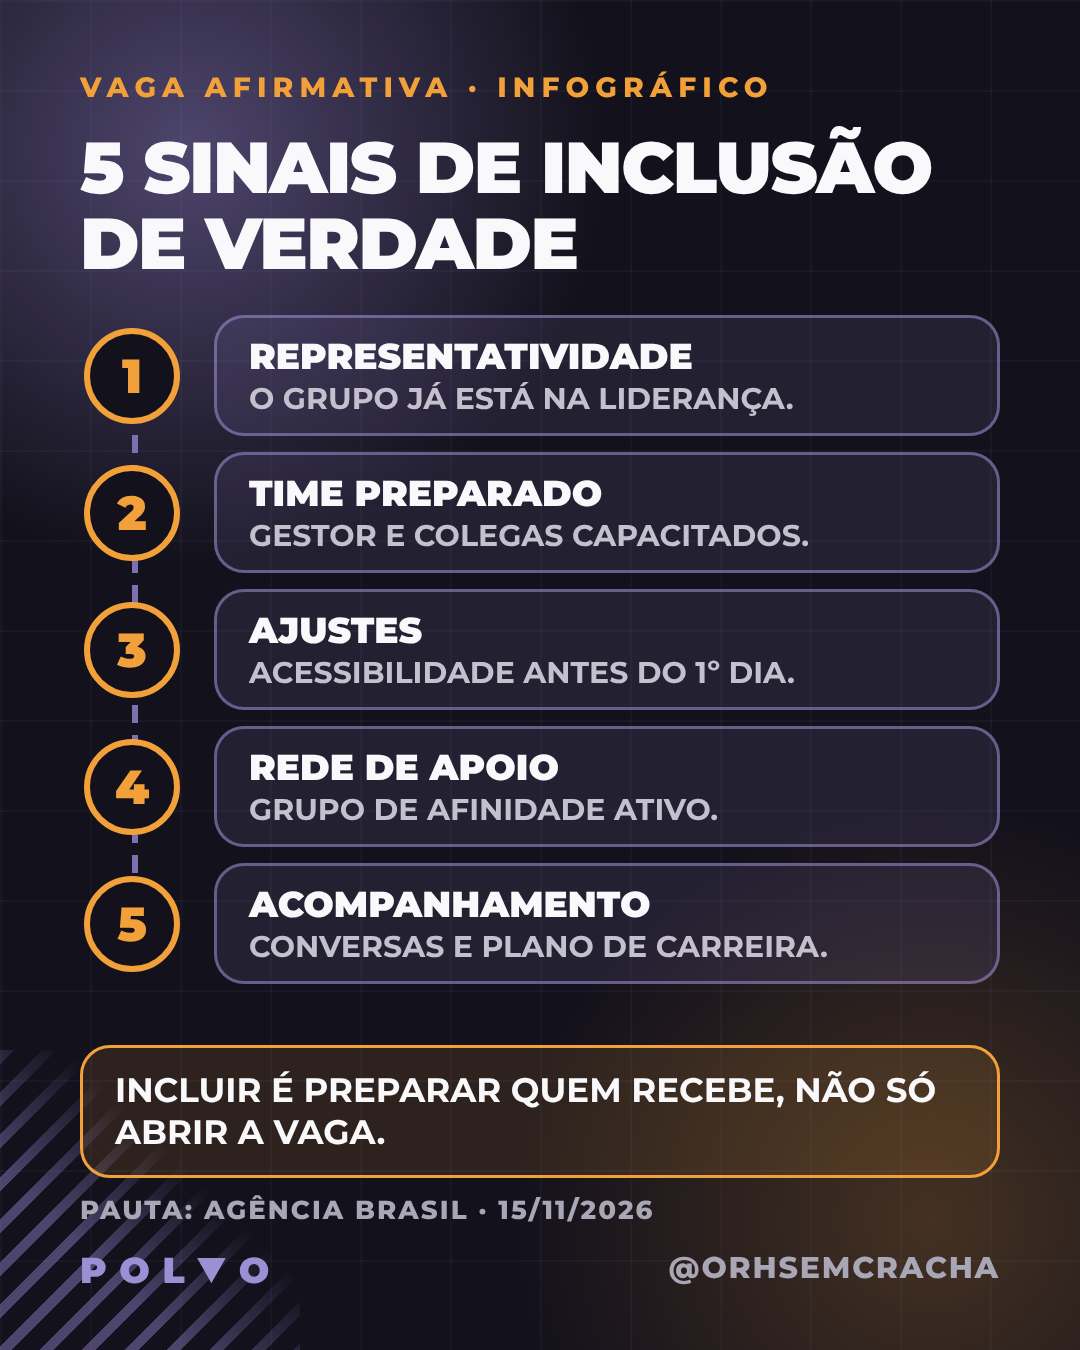 VAGA AFIRMATIVA · INFOGRÁFICO
5 SINAIS DE INCLUSÃO
DE VERDADE
1
REPRESENTATIVIDADE
O GRUPO JÁ ESTÁ NA LIDERANÇA.
2
TIME PREPARADO
GESTOR E COLEGAS CAPACITADOS.
3
AJUSTES
ACESSIBILIDADE ANTES DO 1º DIA.
4
REDE DE APOIO
GRUPO DE AFINIDADE ATIVO.
5
ACOMPANHAMENTO
CONVERSAS E PLANO DE CARREIRA.
INCLUIR É PREPARAR QUEM RECEBE, NÃO SÓ
ABRIR A VAGA.
PAUTA: AGÊNCIA BRASIL · 15/11/2026
POL▼O
@ORHSEMCRACHA